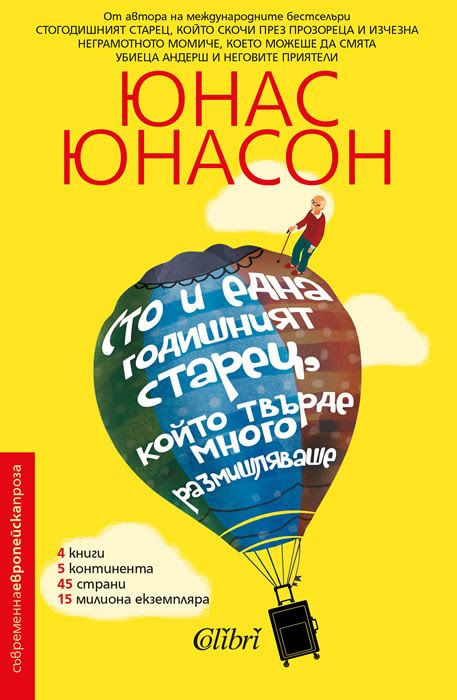 От автора на международните бестселъри
СТОГОДИШНИЯТ СТАРЕЦ, КОЙТО СКОЧИ ПРЕЗ ПРОЗОРЕЦА И ИЗЧЕЗНА
НЕГРАМОТНОТО МОМИЧЕ, КОЕТО МОЖЕШЕ ДА СМЯТА
УБИЕЦА АНДЕРШ И НЕГОВИТЕ ПРИЯТЕЛИ
ЮНАС
ЮНАСОН
Сто и една
годишният
старец,
който твърде
много
размишляваше
4 книги
5 континента
45 страни
15 милиона екземпляра
Colibri
съвременнаевропейскапроза